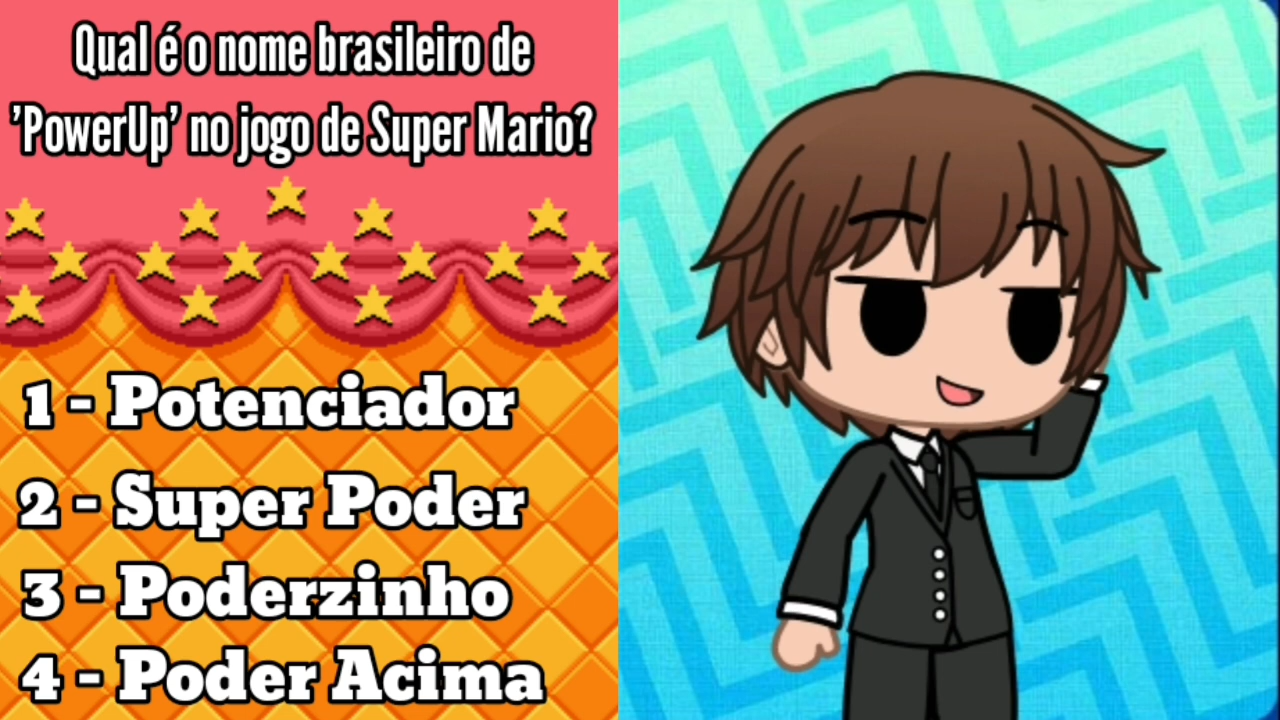 Qual é o nome brasileiro de
'PowerUp' no jogo de Super Mario?
1 - Potenciador
2 - Super Poder
3 - Poderzinho
4 - Poder Acima